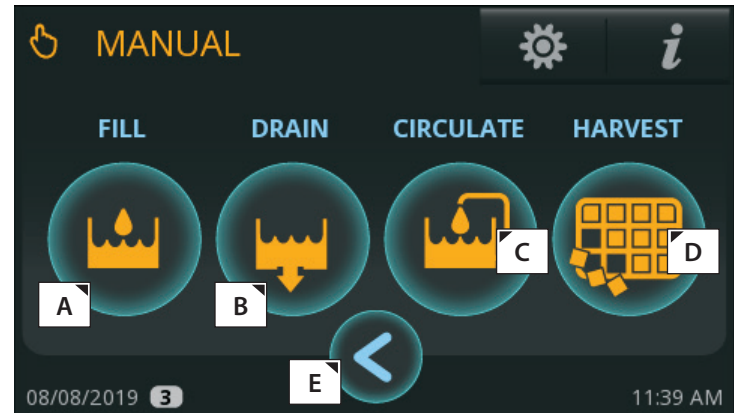 MANUAL i
FILL DRAIN CIRCULATE HARVEST
A B C D
E
08/08/2019 3 11:39 AM